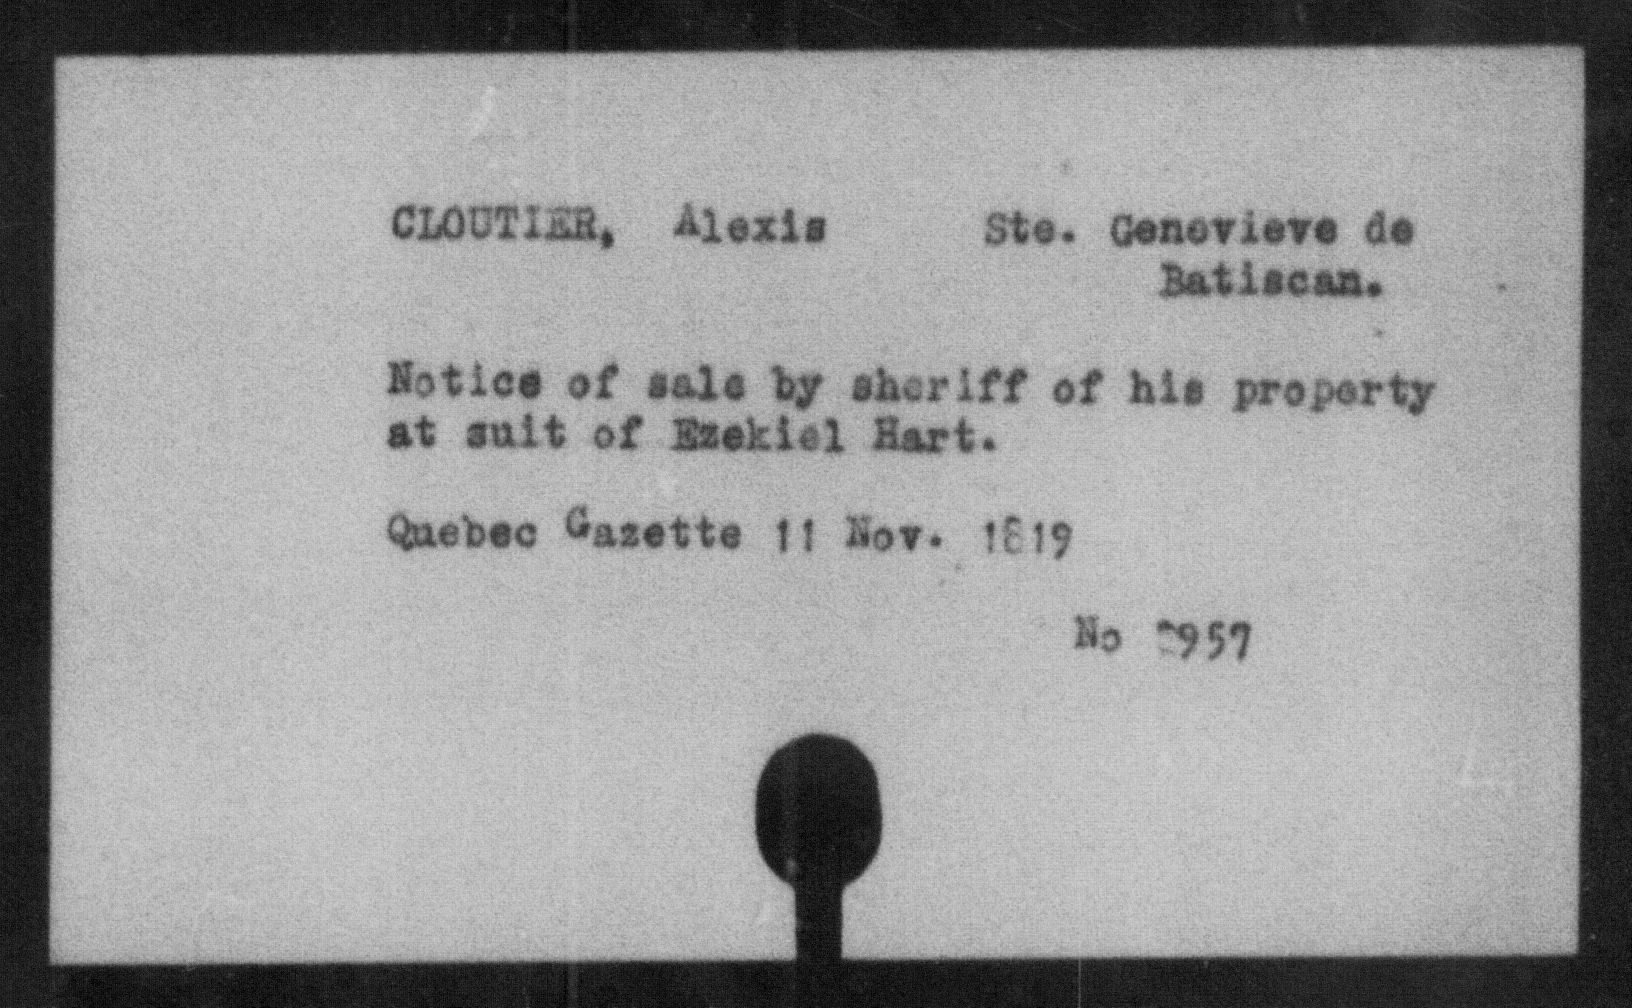 CLOUTIER, Alexis Ste. Genevieve de
Batiscan.
Notice of sale by sheriff of his property
at suit of Ezekiel Hart.
Quebec Gazette 11 Nov. 1819
No